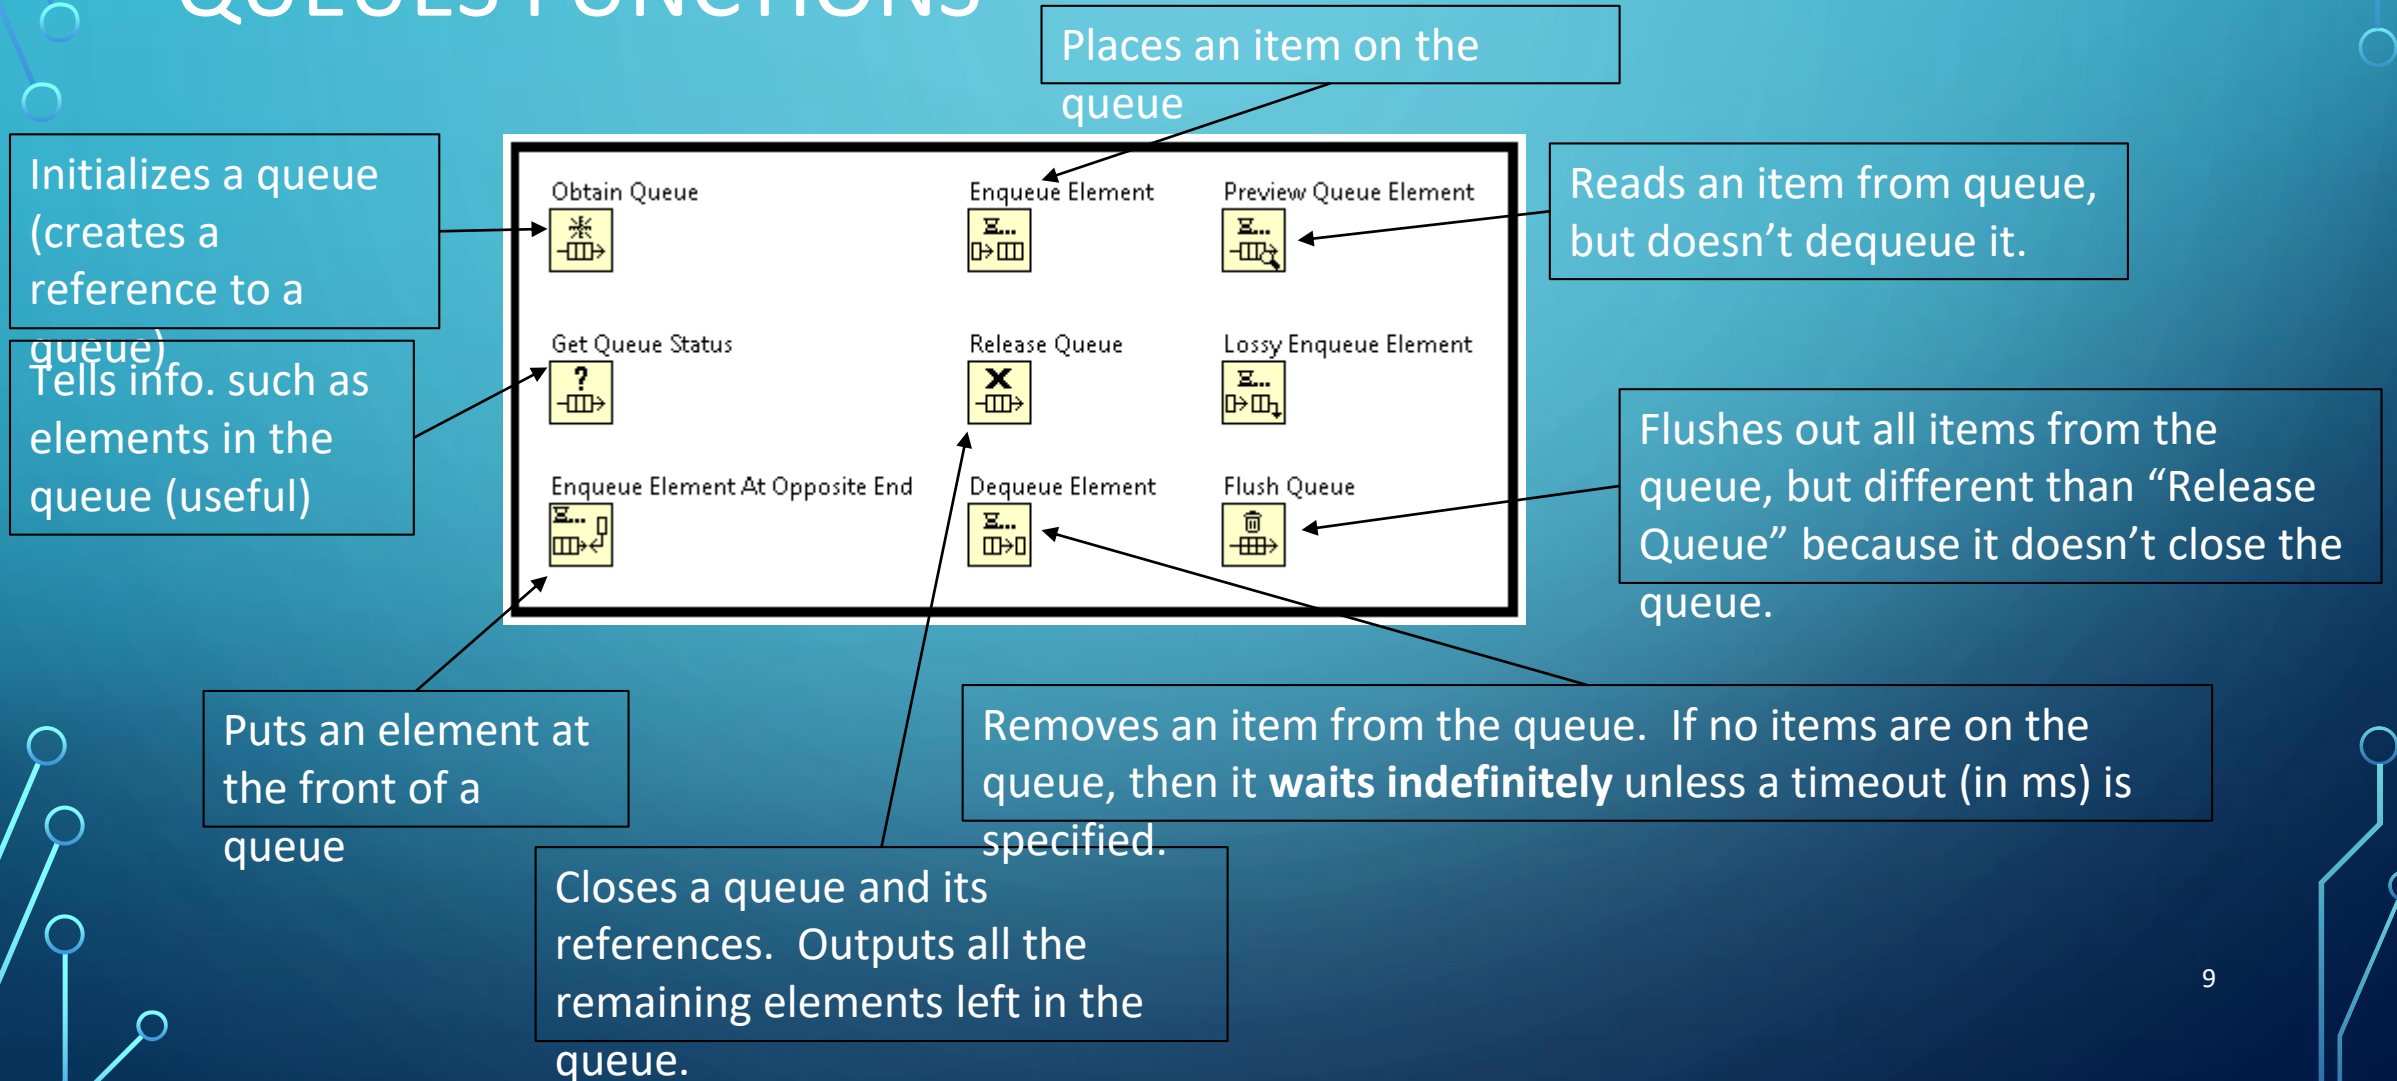 QUEUES FUNCTIONS
Places an item on the
queue
Initializes a queue
(creates a
reference to a
queue)
Obtain Queue
Enqueue Element
Preview Queue Element
Reads an item from queue,
but doesn’t dequeue it.
Tells info. such as
elements in the
queue (useful)
Get Queue Status
?
Release Queue
X
Lossy Enqueue Element
Flushes out all items from the
queue, but different than “Release
Queue” because it doesn’t close the
queue.
Enqueue Element At Opposite End
Dequeue Element
Flush Queue
Puts an element at
the front of a
queue
Removes an item from the queue.  If no items are on the
queue, then it waits indefinitely unless a timeout (in ms) is
specified.
Closes a queue and its
references.  Outputs all the
remaining elements left in the
queue.
9